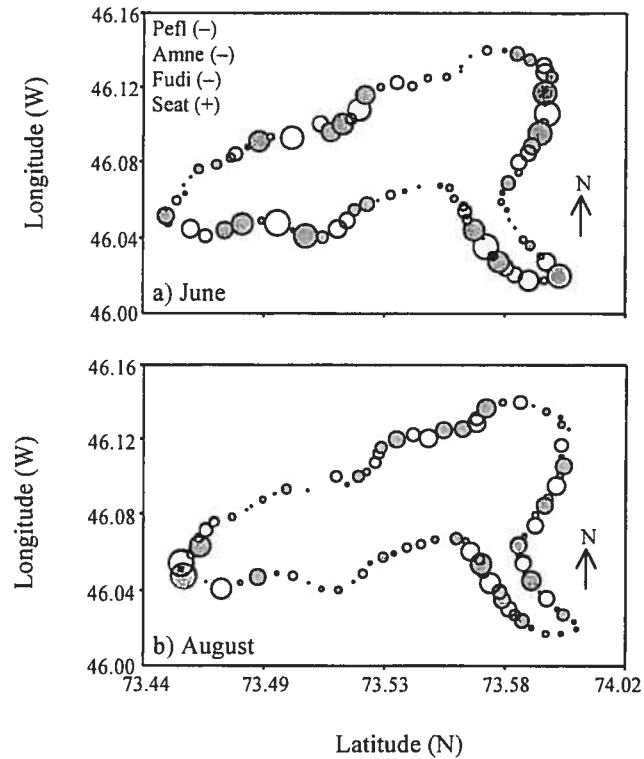 46.16
Pefl (–)
Amne (–)
Fudi (–)
Seat (+)
46.12
46.08
46.04
46.00
Longitude (W)
N
a) June
46.16
46.12
46.08
46.04
46.00
Longitude (W)
N
b) August
73.44
73.49
73.53
73.58
74.02
Latitude (N)